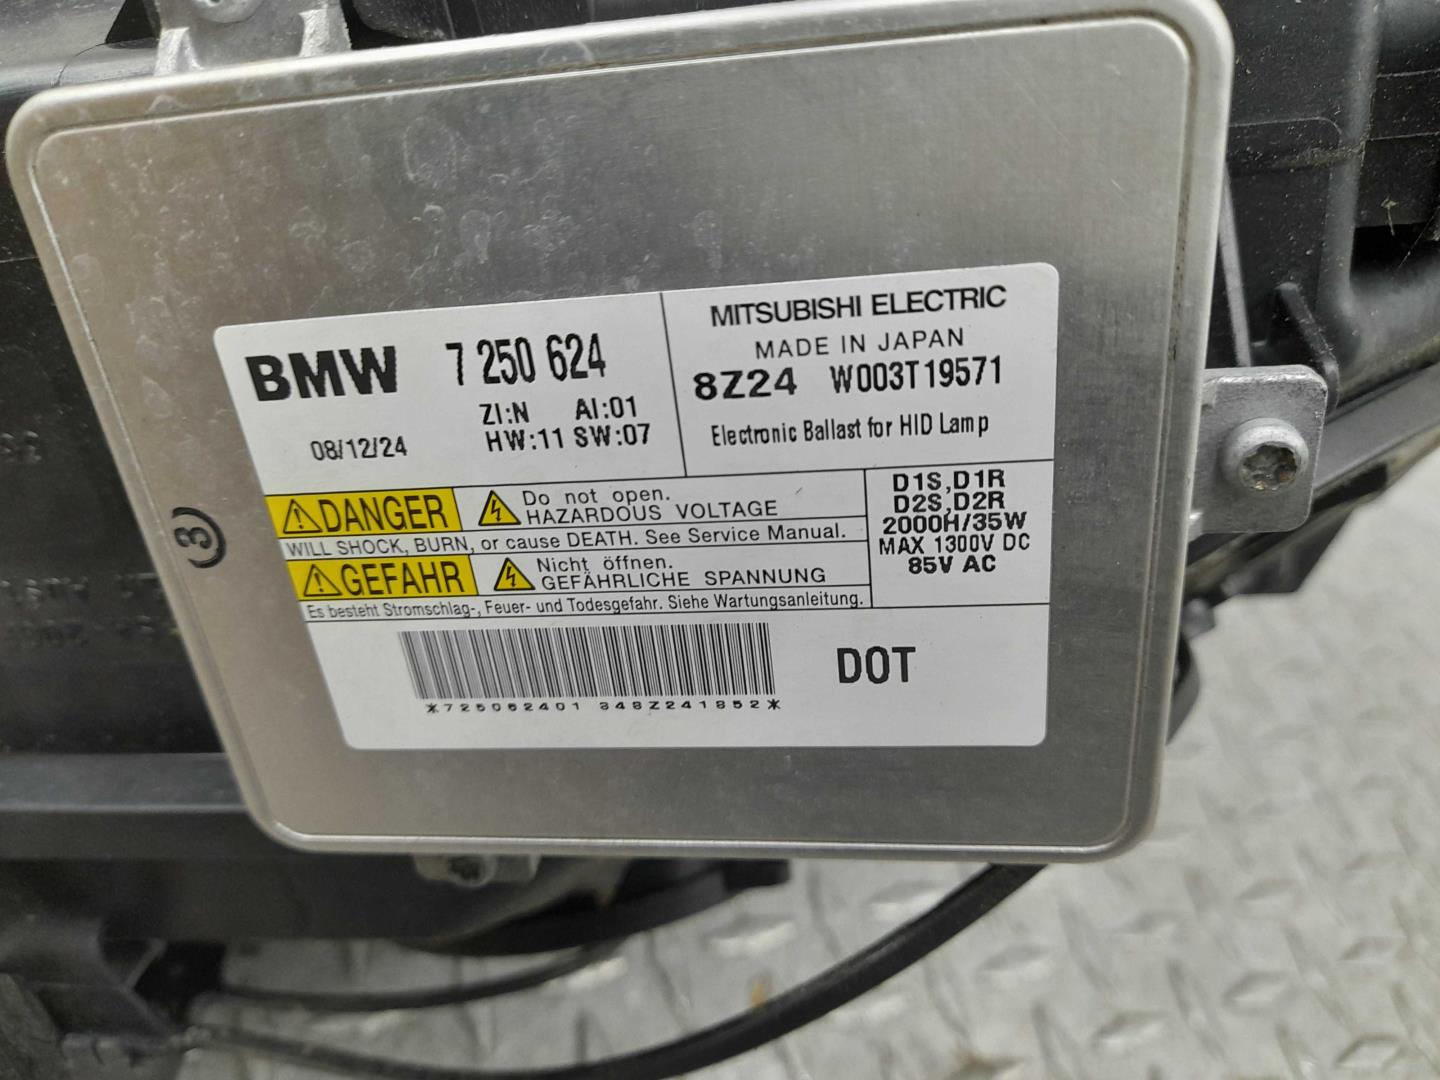 BMW 7 250 624
ZI:N AI:01
08/12/24 HW:11 SW:07
MITSUBISHI ELECTRIC
MADE IN JAPAN
8Z24 W003T19571
Electronic Ballast for HID Lamp
DANGER Do not open.
HAZARDOUS VOLTAGE
WILL SHOCK, BURN, or cause DEATH. See Service Manual.
GEFAHR Nicht öffnen.
GEFÄHRLICHE SPANNUNG
Es besteht Stromschlag-, Feuer- und Todesgefahr. Siehe Wartungsanleitung.
D1S,D1R
D2S,D2R
2000H/35W
MAX 1300V DC
85V AC
*725062401 348Z241852*
DOT
(3)